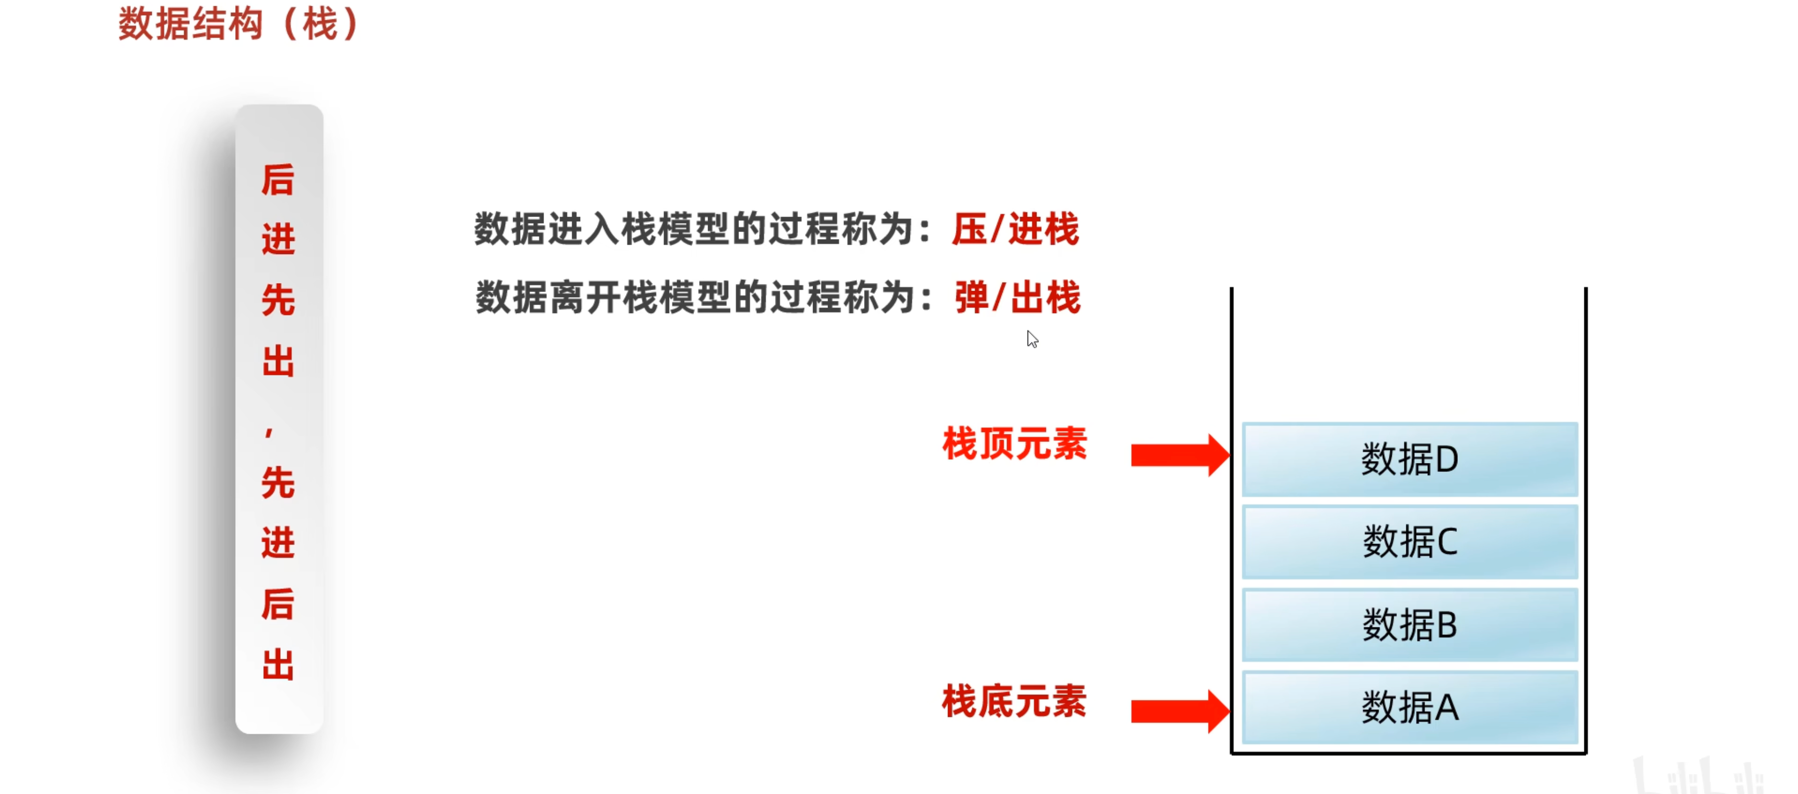 数据结构（栈）
后进先出，先进后出
数据进入栈模型的过程称为：压/进栈
数据离开栈模型的过程称为：弹/出栈
栈顶元素
数据D
数据C
数据B
栈底元素
数据A